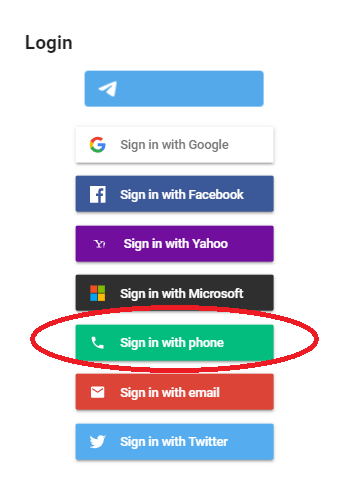 Login
Sign in with Google
Sign in with Facebook
Sign in with Yahoo
Sign in with Microsoft
Sign in with phone
Sign in with email
Sign in with Twitter